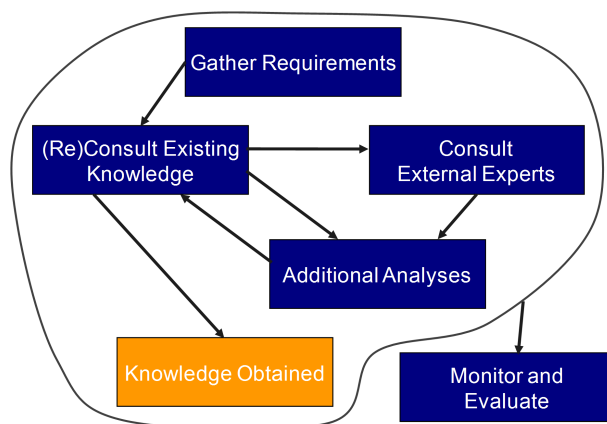 Gather Requirements
(Re)Consult Existing
Knowledge
Consult
External Experts
Additional Analyses
Knowledge Obtained
Monitor and
Evaluate